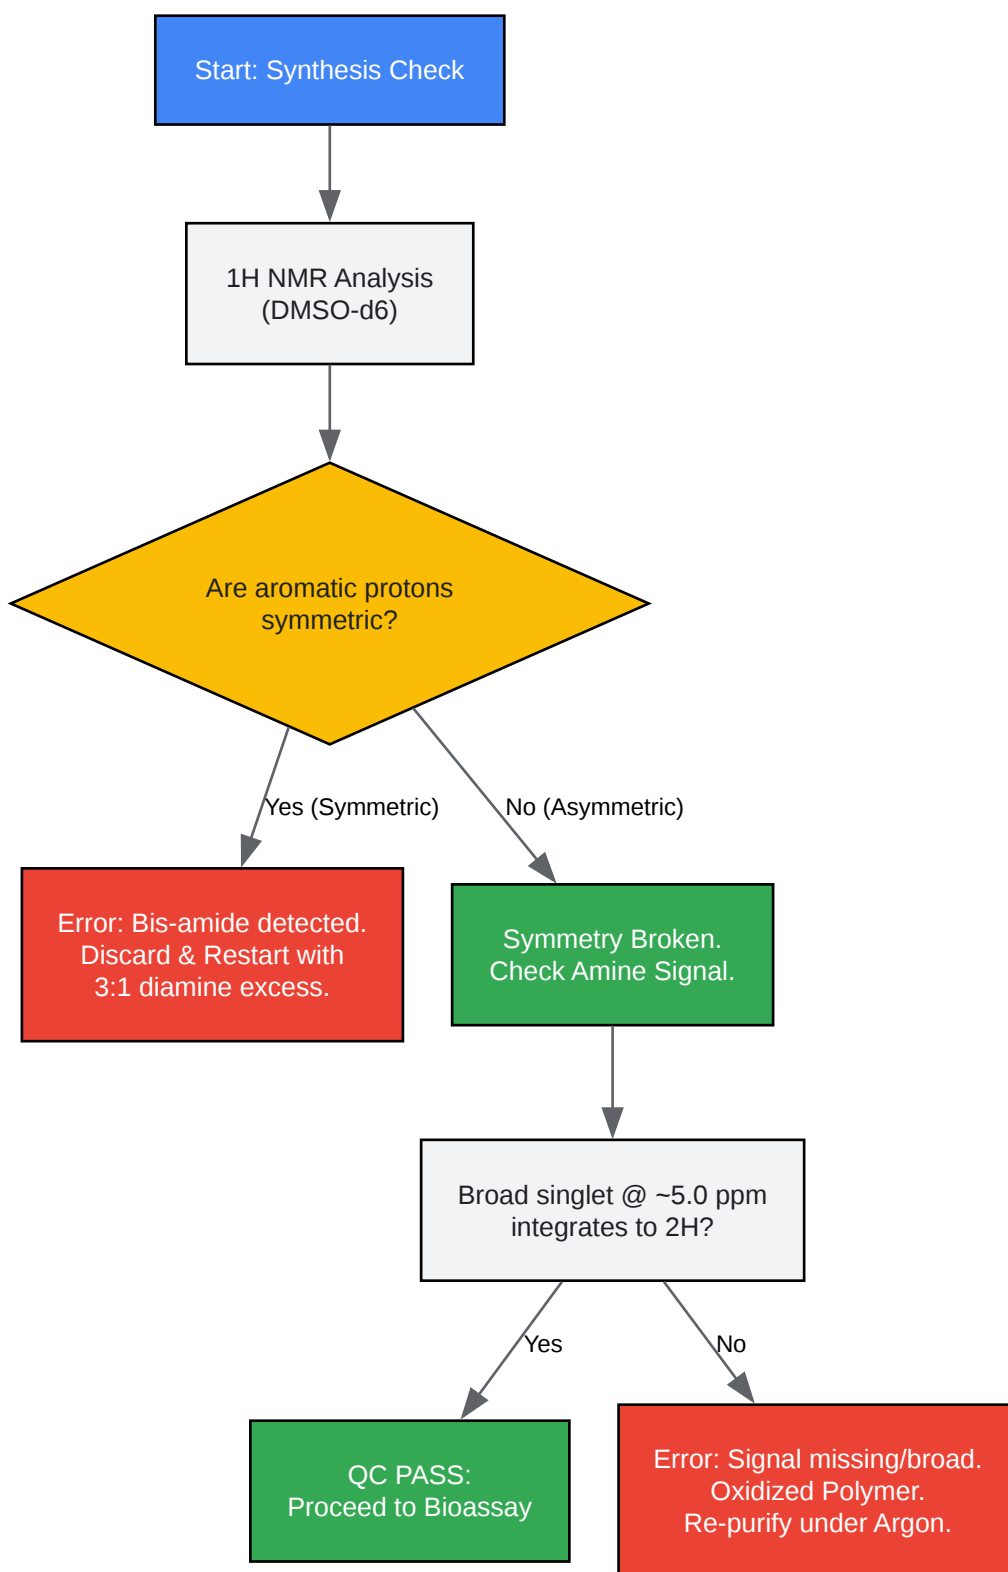 Start: Synthesis Check
1H NMR Analysis
(DMSO-d6)
Are aromatic protons
symmetric?
Yes (Symmetric)
No (Asymmetric)
Error: Bis-amide detected.
Discard & Restart with
3:1 diamine excess.
Symmetry Broken.
Check Amine Signal.
Broad singlet @ ~5.0 ppm
integrates to 2H?
Yes
No
QC PASS:
Proceed to Bioassay
Error: Signal missing/broad.
Oxidized Polymer.
Re-purify under Argon.